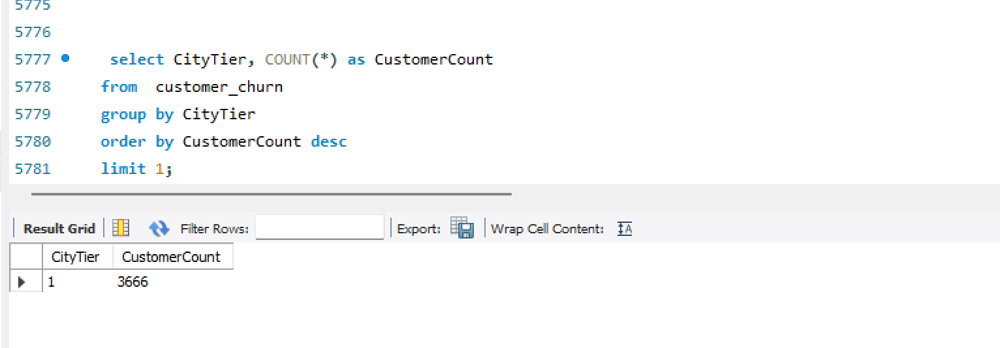 5775
5776
5777 select CityTier, COUNT(*) as CustomerCount
5778 from customer_churn
5779 group by CityTier
5780 order by CustomerCount desc
5781 limit 1;
Result Grid Filter Rows: Export: Wrap Cell Content: IA
CityTier CustomerCount
1 3666